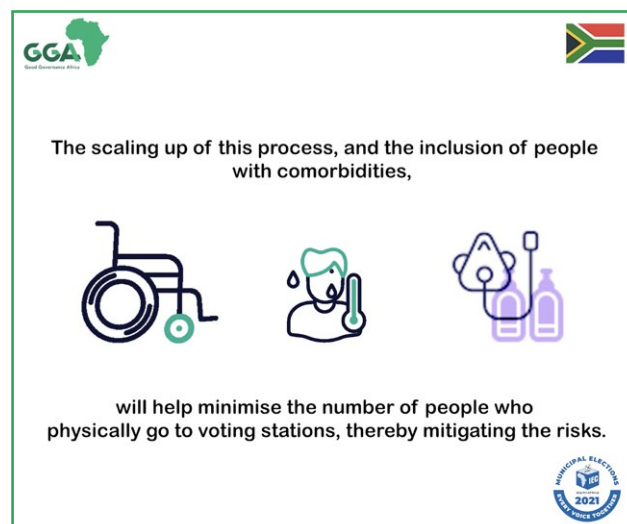 GGA
Good Governance Africa
The scaling up of this process, and the inclusion of people
with comorbidities,
will help minimise the number of people who
physically go to voting stations, thereby mitigating the risks.
MUNICIPAL ELECTIONS
IEC
SOUTH AFRICA
2021
EVERY VOICE TOGETHER